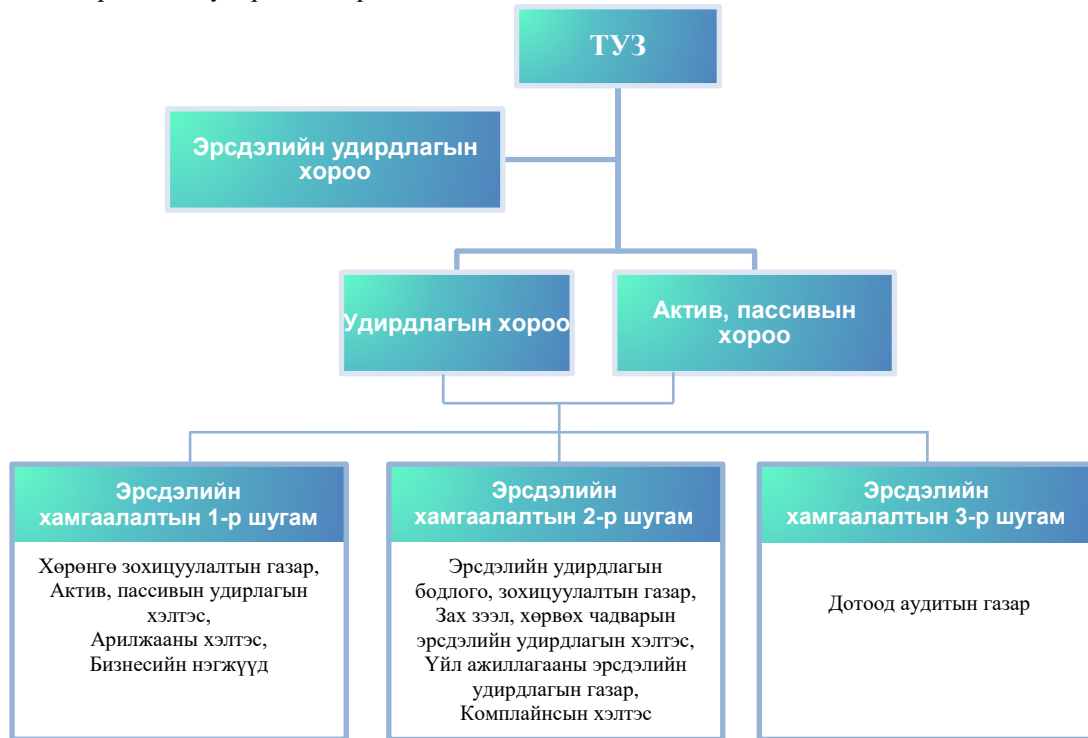 ТУЗ
Эрсдэлийн удирдлагын
хороо
Удирдлагын хороо
Актив, пассивын
хороо
Эрсдэлийн
хамгаалалтын 1-р шугам
Хөрөнгө зохицуулалтын газар,
Актив, пассивын удирлагын
хэлтэс,
Арилжааны хэлтэс,
Бизнесийн нэгжүүд
Эрсдэлийн
хамгаалалтын 2-р шугам
Эрсдэлийн удирдлагын
бодлого, зохицуулалтын газар,
Зах зээл, хөрвөх чадварын
эрсдэлийн удирдлагын хэлтэс,
Үйл ажиллагааны эрсдэлийн
удирдлагын газар,
Комплайнсын хэлтэс
Эрсдэлийн
хамгаалалтын 3-р шугам
Дотоод аудитын газар